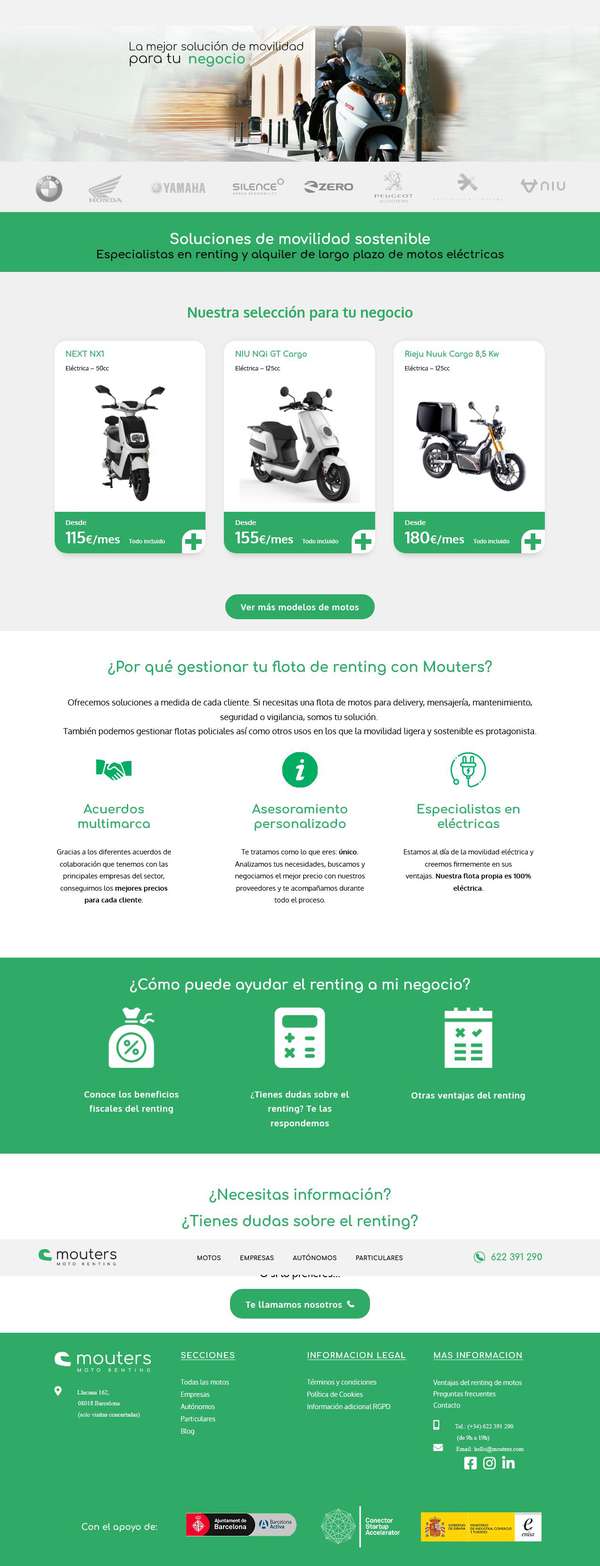 La mejor solución de movilidad
para tu negocio
HONDA
YAMAHA
SILENCE
ZERO
PEUGEOT
NIU
Soluciones de movilidad sostenible
Especialistas en renting y alquiler de largo plazo de motos eléctricas
Nuestra selección para tu negocio
NEXT NX1
Eléctrica – 50cc
Desde
115€/mes Todo incluido
NIU NQi GT Cargo
Eléctrica – 125cc
Desde
155€/mes Todo incluido
Rieju Nuuk Cargo 8,5 Kw
Eléctrica – 125cc
Desde
180€/mes Todo incluido
Ver más modelos de motos
¿Por qué gestionar tu flota de renting con Mouters?
Ofrecemos soluciones a medida de cada cliente. Si necesitas una flota de motos para delivery, mensajería, mantenimiento,
seguridad o vigilancia, somos tu solución.
También podemos gestionar flotas policiales así como otros usos en los que la movilidad ligera y sostenible es protagonista.
Acuerdos
multimarca
Gracias a los diferentes acuerdos de
colaboración que tenemos con las
principales empresas del sector,
conseguimos los mejores precios
para cada cliente.
Asesoramiento
personalizado
Te tratamos como lo que eres: único.
Analizamos tus necesidades, buscamos y
negociamos el mejor precio con nuestros
proveedores y te acompañamos durante
todo el proceso.
Especialistas en
eléctricas
Estamos al día de la movilidad eléctrica y
creemos firmemente en sus
ventajas. Nuestra flota propia es 100%
eléctrica.
¿Cómo puede ayudar el renting a mi negocio?
Conoce los beneficios
fiscales del renting
¿Tienes dudas sobre el
renting? Te las
respondemos
Otras ventajas del renting
¿Necesitas información?
¿Tienes dudas sobre el renting?
mouters
MOTO RENTING
MOTOS EMPRESAS AUTÓNOMOS PARTICULARES
622 391 290
O si lo prefieres...
Te llamamos nosotros
mouters
MOTO RENTING
Llacuna 162,
08018 Barcelona
(solo visitas concertadas)
SECCIONES
Todas las motos
Empresas
Autónomos
Particulares
Blog
INFORMACION LEGAL
Términos y condiciones
Política de Cookies
Información adicional RGPD
MAS INFORMACION
Ventajas del renting de motos
Preguntas frecuentes
Contacto
Tel.: (+34) 622 391 290
(de 9h a 19h)
Email: hello@mouters.com
Con el apoyo de:
Ajuntament de
Barcelona
Barcelona
Activa
Conector
Startup
Accelerator
GOBIERNO
DE ESPAÑA
MINISTERIO
DE INDUSTRIA, COMERCIO
Y TURISMO
enisa